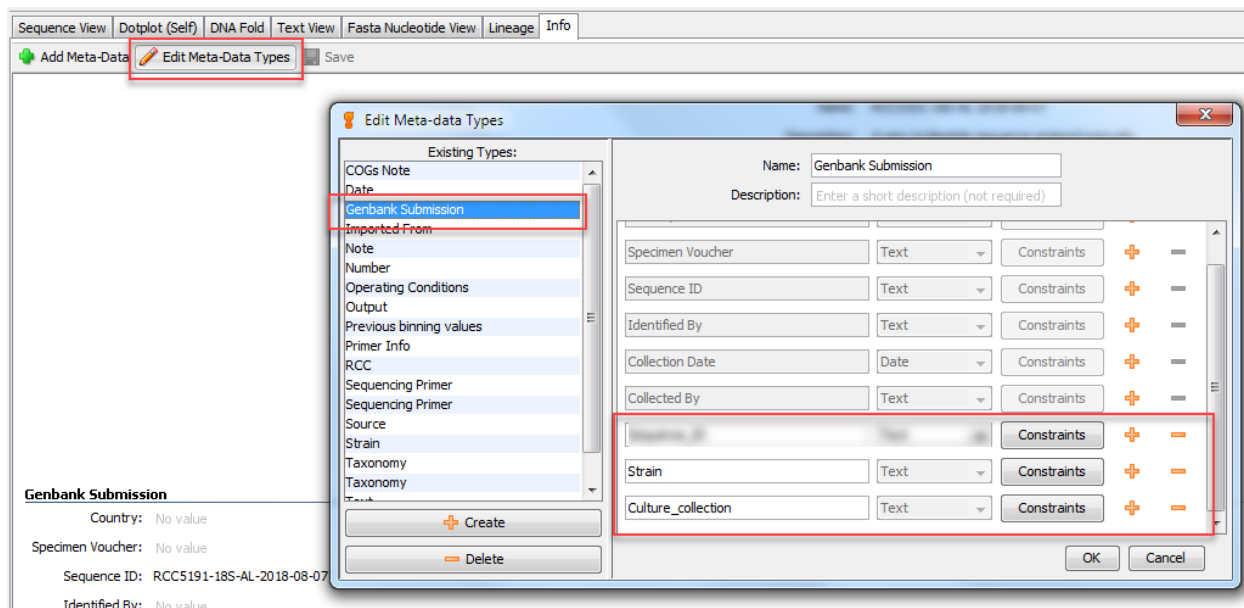 Sequence View Dotplot (Self) DNA Fold Text View Fasta Nucleotide View Lineage Info
Add Meta-Data Edit Meta-Data Types Save
Edit Meta-data Types
Existing Types:
COGs Note
Date
Genbank Submission
Imported From
Note
Number
Operating Conditions
Output
Previous binning values
Primer Info
RCC
Sequencing Primer
Sequencing Primer
Source
Strain
Taxonomy
Taxonomy
Text
Create
Delete
Name: Genbank Submission
Description: Enter a short description (not required)
Specimen Voucher Text Constraints
Sequence ID Text Constraints
Identified By Text Constraints
Collection Date Date Constraints
Collected By Text Constraints
Constraints
Strain Text Constraints
Culture_collection Text Constraints
OK Cancel
Genbank Submission
Country: No value
Specimen Voucher: No value
Sequence ID: RCC5191-18S-AL-2018-08-07
Identified By: No value